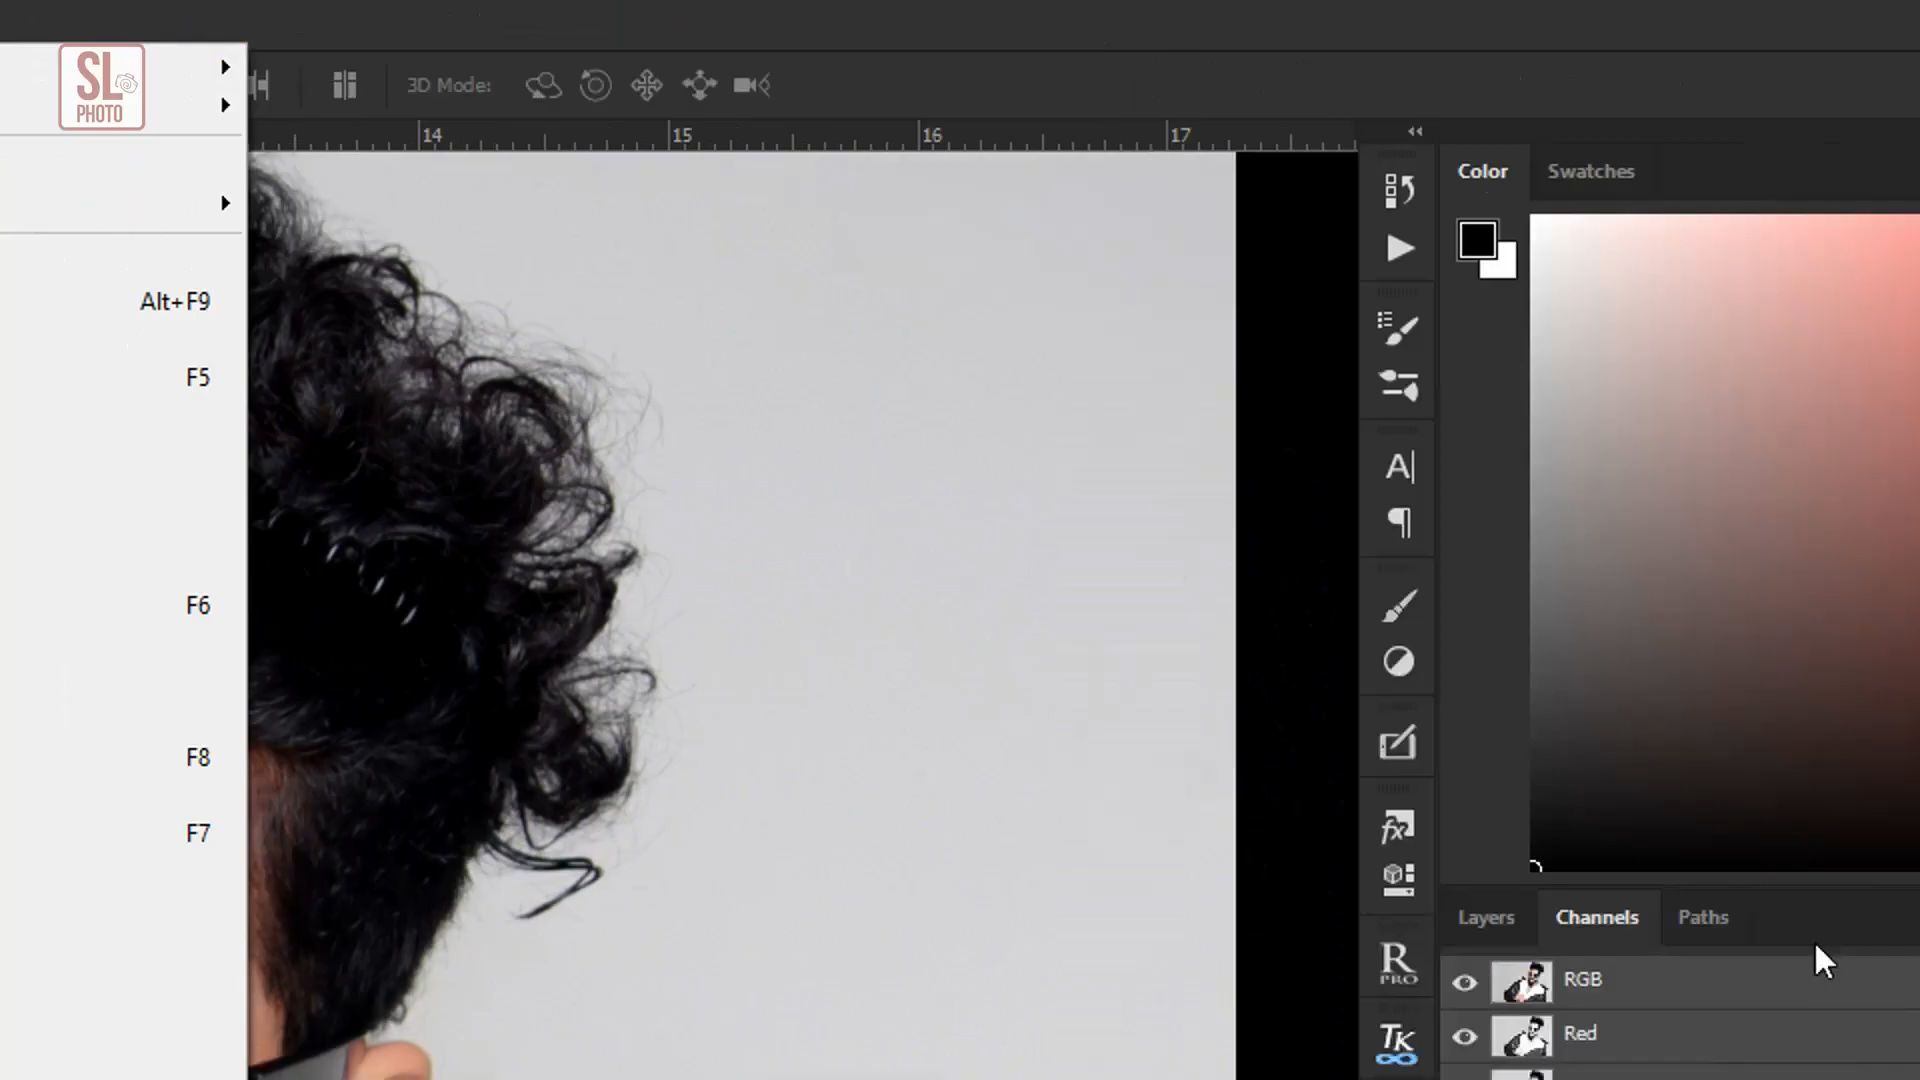 SL
PHOTO
3D Mode:
14 15 16 17
Color Swatches
Alt+F9
F5
A
¶
F6
F8
F7
fx
Layers Channels Paths
R
PRO
RGB
TK
Red